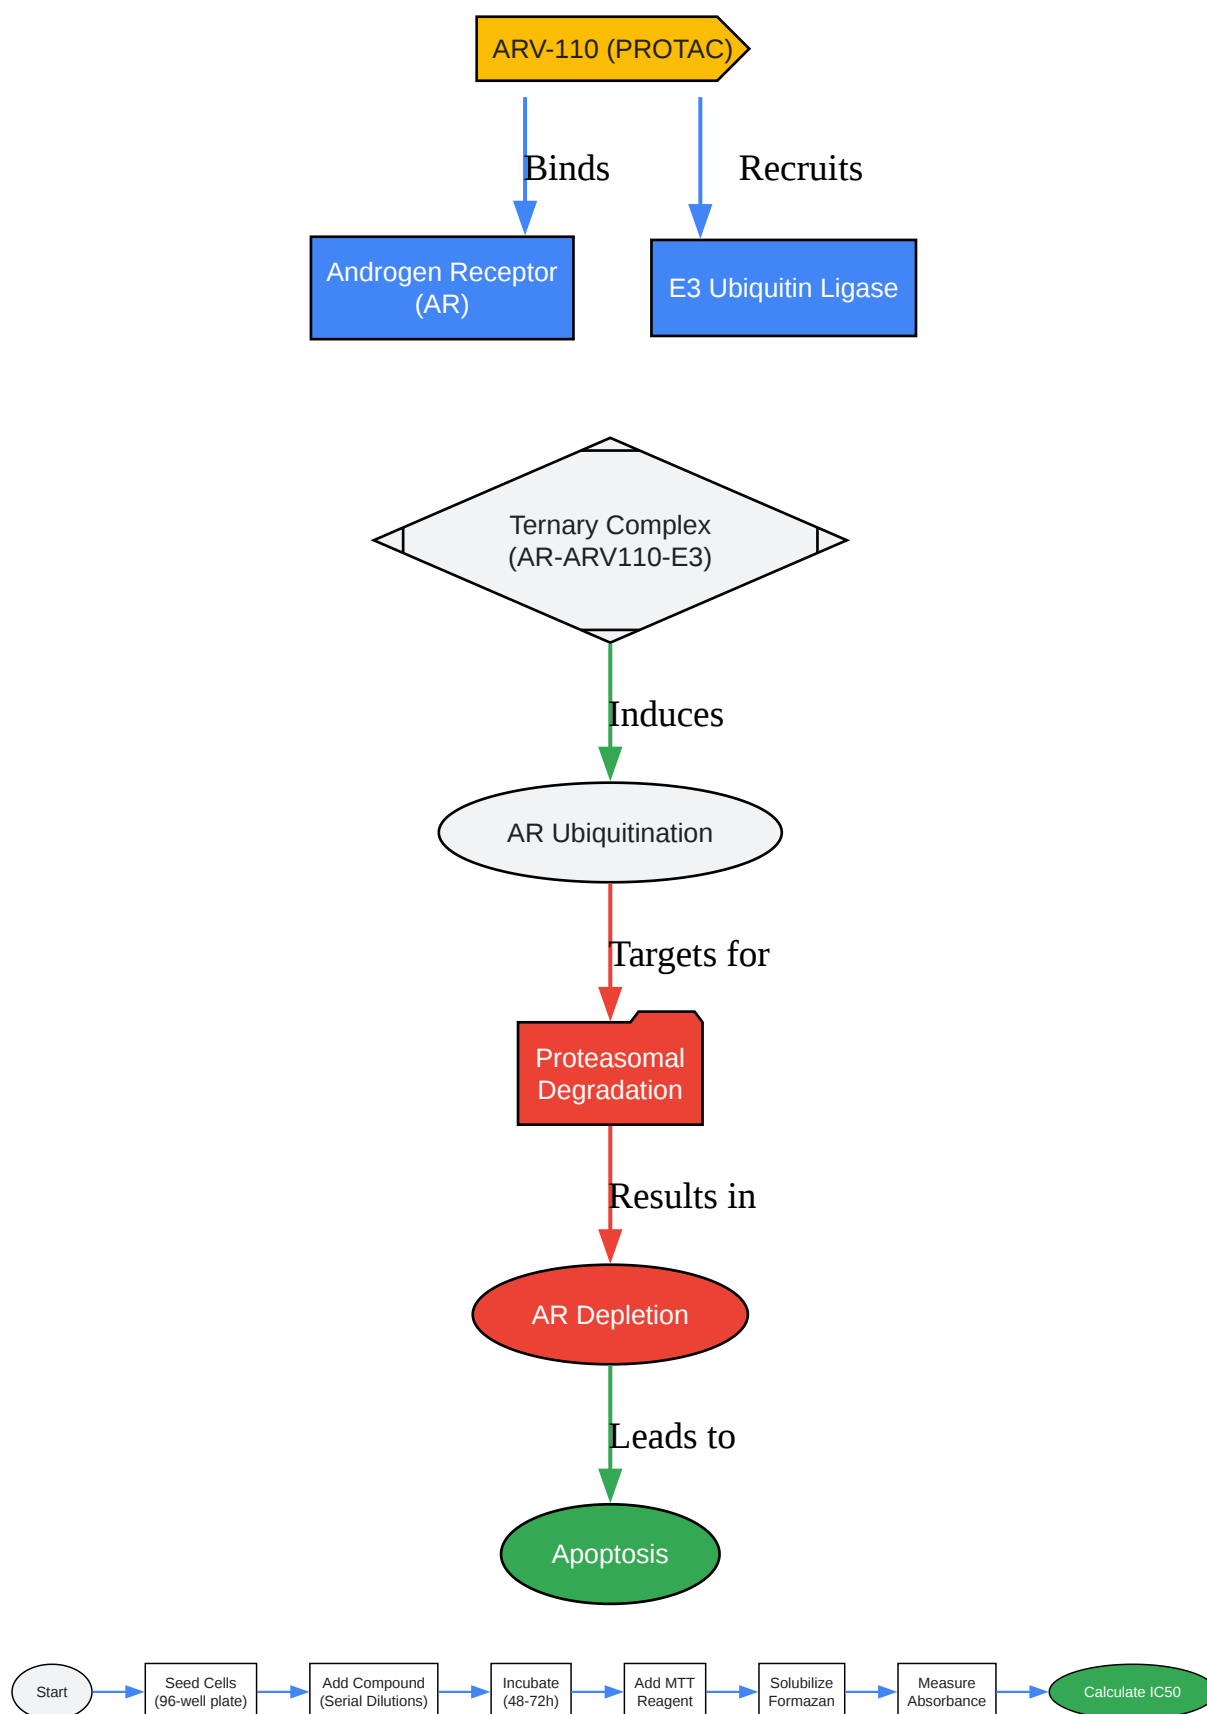 ARV-110 (PROTAC)
Binds
Recruits
Androgen Receptor
(AR)
E3 Ubiquitin Ligase
Ternary Complex
(AR-ARV110-E3)
Induces
AR Ubiquitination
Targets for
Proteasomal
Degradation
Results in
AR Depletion
Leads to
Apoptosis
Start
Seed Cells
(96-well plate)
Add Compound
(Serial Dilutions)
Incubate
(48-72h)
Add MTT
Reagent
Solubilize
Formazan
Measure
Absorbance
Calculate IC50